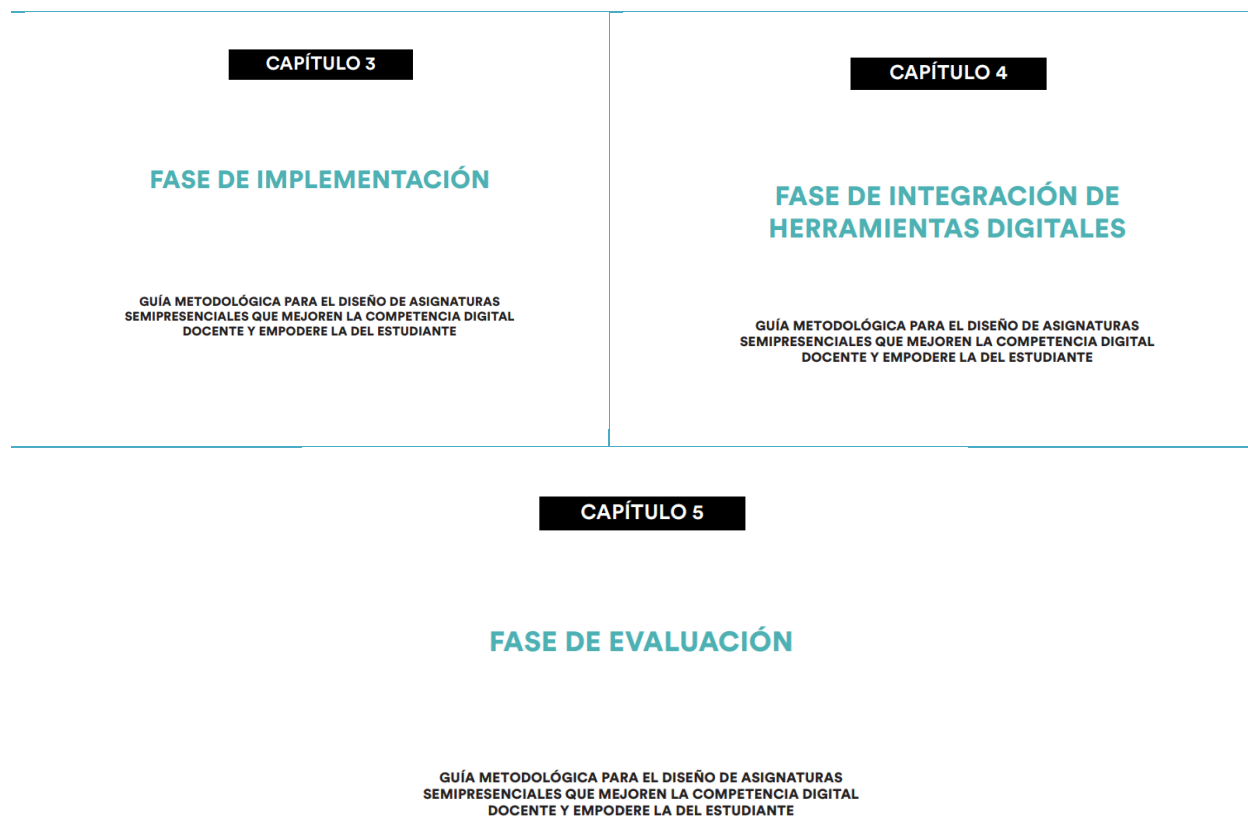 CAPÍTULO 3
FASE DE IMPLEMENTACIÓN
GUÍA METODOLÓGICA PARA EL DISEÑO DE ASIGNATURAS
SEMIPRESENCIALES QUE MEJOREN LA COMPETENCIA DIGITAL
DOCENTE Y EMPODERE LA DEL ESTUDIANTE
CAPÍTULO 4
FASE DE INTEGRACIÓN DE
HERRAMIENTAS DIGITALES
GUÍA METODOLÓGICA PARA EL DISEÑO DE ASIGNATURAS
SEMIPRESENCIALES QUE MEJOREN LA COMPETENCIA DIGITAL
DOCENTE Y EMPODERE LA DEL ESTUDIANTE
CAPÍTULO 5
FASE DE EVALUACIÓN
GUÍA METODOLÓGICA PARA EL DISEÑO DE ASIGNATURAS
SEMIPRESENCIALES QUE MEJOREN LA COMPETENCIA DIGITAL
DOCENTE Y EMPODERE LA DEL ESTUDIANTE